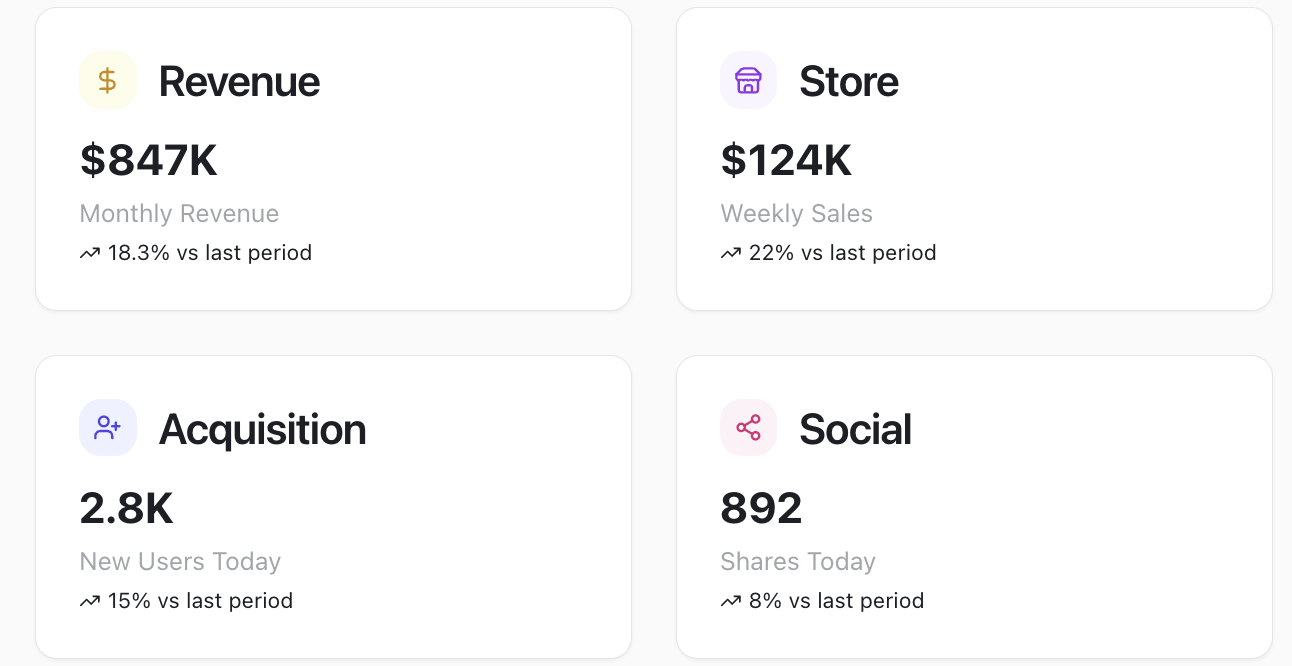 Revenue
$847K
Monthly Revenue
18.3% vs last period
Store
$124K
Weekly Sales
22% vs last period
Acquisition
2.8K
New Users Today
15% vs last period
Social
892
Shares Today
8% vs last period